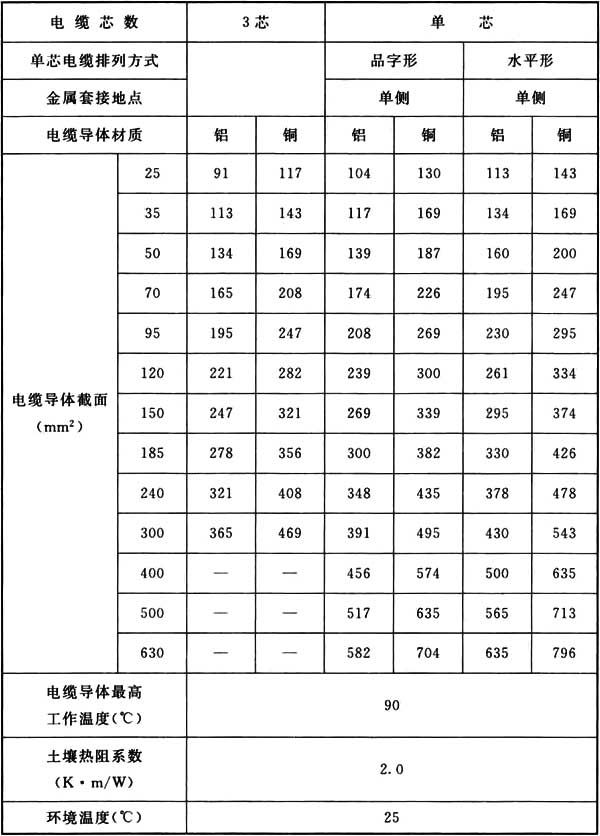 电缆芯数 3芯 单芯
单芯电缆排列方式 品字形 水平形
金属套接地点 单侧 单侧
电缆导体材质 铝 铜 铝 铜 铝 铜
电缆导体截面
（mm²）
25 91 117 104 130 113 143
35 113 143 117 169 134 169
50 134 169 139 187 160 200
70 165 208 174 226 195 247
95 195 247 208 269 230 295
120 221 282 239 300 261 334
150 247 321 269 339 295 374
185 278 356 300 382 330 426
240 321 408 348 435 378 478
300 365 469 391 495 430 543
400 — — 456 574 500 635
500 — — 517 635 565 713
630 — — 582 704 635 796
电缆导体最高
工作温度(℃)
90
土壤热阻系数
(K·m/W)
2.0
环境温度(℃) 25